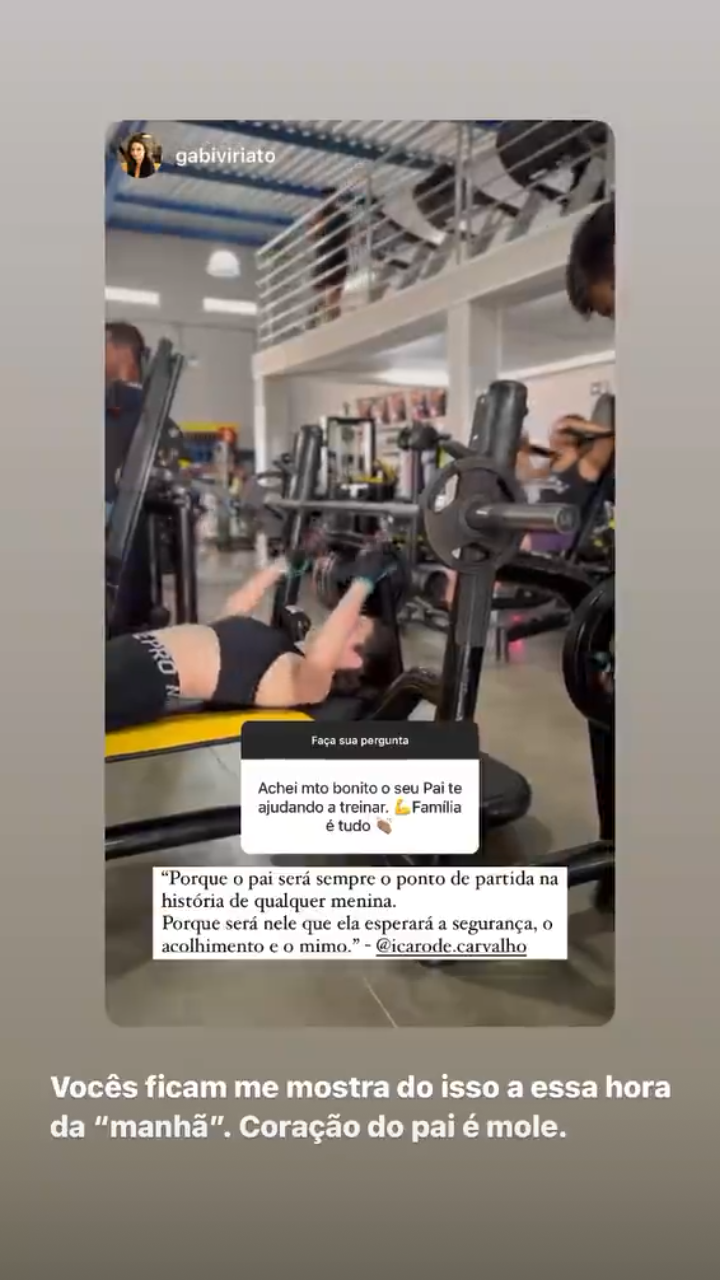 gabiviriato
EPRO N
Faça sua pergunta
Achei mto bonito o seu Pai te
ajudando a treinar. 💪Família
é tudo 👏🏽
“Porque o pai será sempre o ponto de partida na
história de qualquer menina.
Porque será nele que ela esperará a segurança, o
acolhimento e o mimo.” - @icarode.carvalho
Vocês ficam me mostra do isso a essa hora
da “manhã”. Coração do pai é mole.